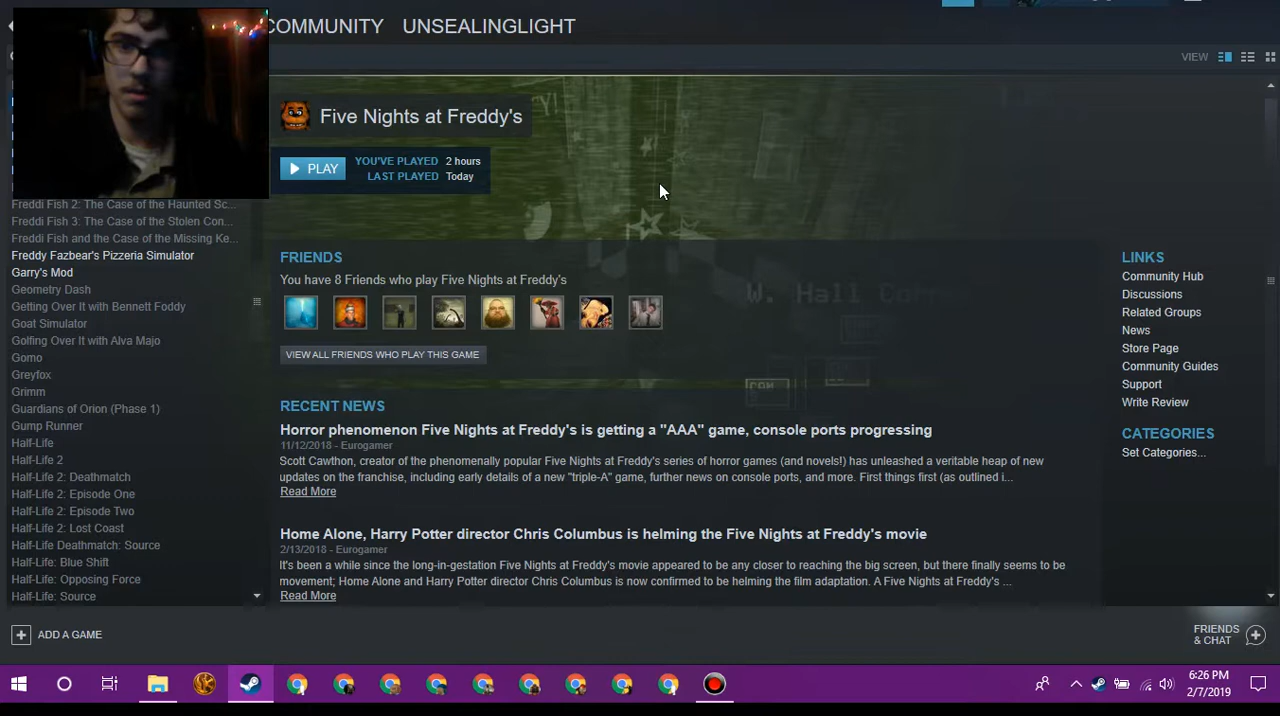 COMMUNITY UNSEALINGLIGHT
VIEW
Five Nights at Freddy's
PLAY
YOU'VE PLAYED 2 hours
LAST PLAYED Today
Freddi Fish 2: The Case of the Haunted Sc...
Freddi Fish 3: The Case of the Stolen Con...
Freddi Fish and the Case of the Missing Ke...
Freddy Fazbear's Pizzeria Simulator
Garry's Mod
Geometry Dash
Getting Over It with Bennett Foddy
Goat Simulator
Golfing Over It with Alva Majo
Gomo
Greyfox
Grimm
Guardians of Orion (Phase 1)
Gump Runner
Half-Life
Half-Life 2
Half-Life 2: Deathmatch
Half-Life 2: Episode One
Half-Life 2: Episode Two
Half-Life 2: Lost Coast
Half-Life Deathmatch: Source
Half-Life: Blue Shift
Half-Life: Opposing Force
Half-Life: Source
FRIENDS
You have 8 Friends who play Five Nights at Freddy's
VIEW ALL FRIENDS WHO PLAY THIS GAME
W. Hall Corner
CAM
RECENT NEWS
Horror phenomenon Five Nights at Freddy's is getting a "AAA" game, console ports progressing
11/12/2018 - Eurogamer
Scott Cawthon, creator of the phenomenally popular Five Nights at Freddy's series of horror games (and novels!) has unleashed a veritable heap of new
updates on the franchise, including early details of a new "triple-A" game, further news on console ports, and more. First things first (as outlined i...
Read More
Home Alone, Harry Potter director Chris Columbus is helming the Five Nights at Freddy's movie
2/13/2018 - Eurogamer
It's been a while since the long-in-gestation Five Nights at Freddy's movie appeared to be any closer to reaching the big screen, but there finally seems to be
movement; Home Alone and Harry Potter director Chris Columbus is now confirmed to be helming the film adaptation. A Five Nights at Freddy's ...
Read More
LINKS
Community Hub
Discussions
Related Groups
News
Store Page
Community Guides
Support
Write Review
CATEGORIES
Set Categories...
ADD A GAME
FRIENDS
& CHAT
6:26 PM
2/7/2019